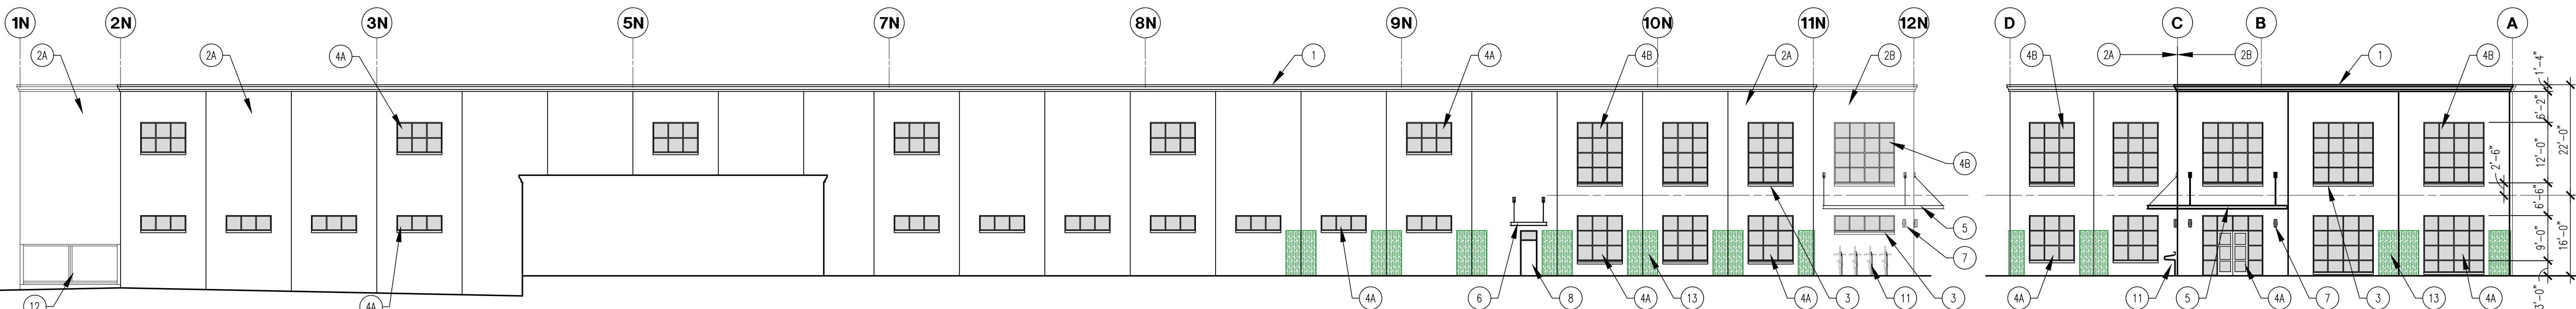 1N 2N 3N 5N 7N 8N 9N 10N 11N 12N D C B A
2A 2A 4A 1 4A 4B 2A 2B 4B 2A 2B 1 4B
4B
1'-4"
6'-2"
12'-0"
22'-0"
2'-6"
6'-6"
9'-0"
16'-0"
3'-0"
5
7
12 4A 4A 6 8 4A 13 4A 3 11 3 4A 11 5 4A 7 3 13 4A